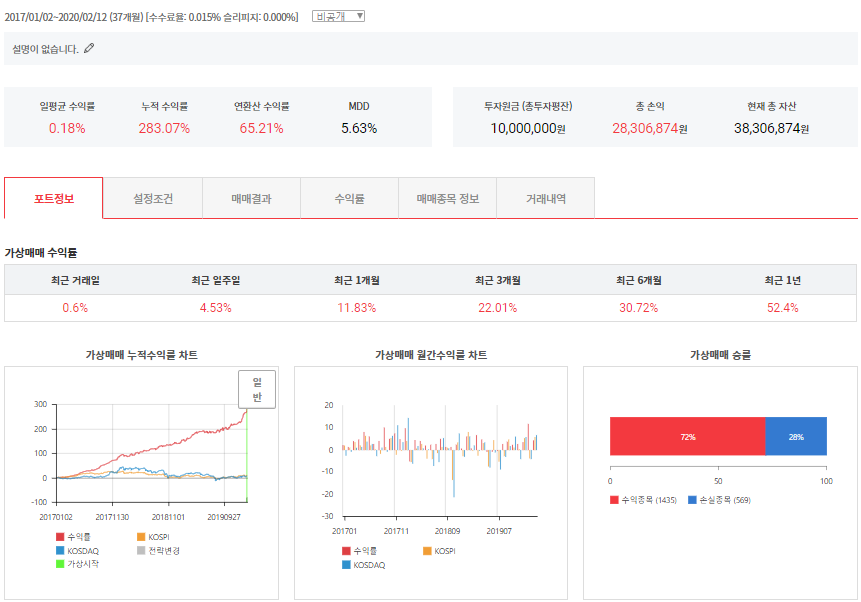 2017/01/02~2020/02/12 (37개월) [수수료율: 0.015% 슬리피지: 0.000%] 비공개
설명이 없습니다.
일평균 수익률 누적 수익률 연환산 수익률 MDD
0.18% 283.07% 65.21% 5.63%
투자원금 (총투자평잔) 총 손익 현재 총 자산
10,000,000원 28,306,874원 38,306,874원
포트정보 설정조건 매매결과 수익률 매매종목 정보 거래내역
가상매매 수익률
최근 거래일 최근 일주일 최근 1개월 최근 3개월 최근 6개월 최근 1년
0.6% 4.53% 11.83% 22.01% 30.72% 52.4%
가상매매 누적수익률 차트
일
반
300
200
100
0
-100
20170102 20171130 20181101 20190927
수익률 KOSPI
KOSDAQ 전략변경
가상시작
가상매매 월간수익률 차트
20
10
0
-10
-20
-30
201701 201711 201809 201907
수익률 KOSPI
KOSDAQ
가상매매 승률
72% 28%
0 50 100
수익종목 (1435) 손실종목 (569)